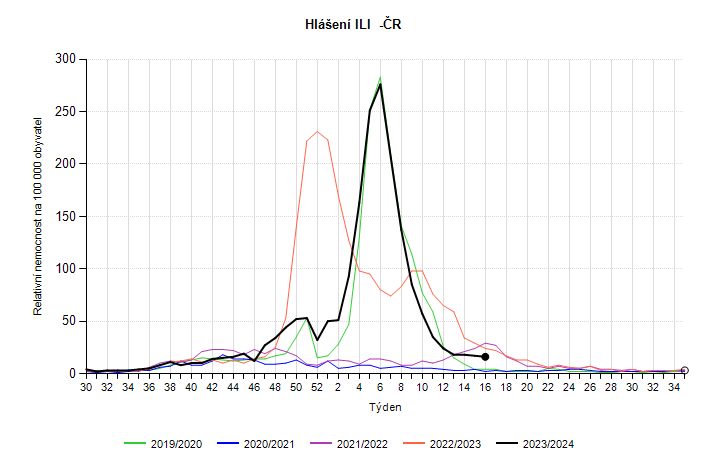 Hlášení ILI -ČR
Relativní nemocnost na 100 000 obyvatel
300
250
200
150
100
50
0
30 32 34 36 38 40 42 44 46 48 50 52 2 4 6 8 10 12 14 16 18 20 22 24 26 28 30 32 34
Týden
2019/2020 2020/2021 2021/2022 2022/2023 2023/2024